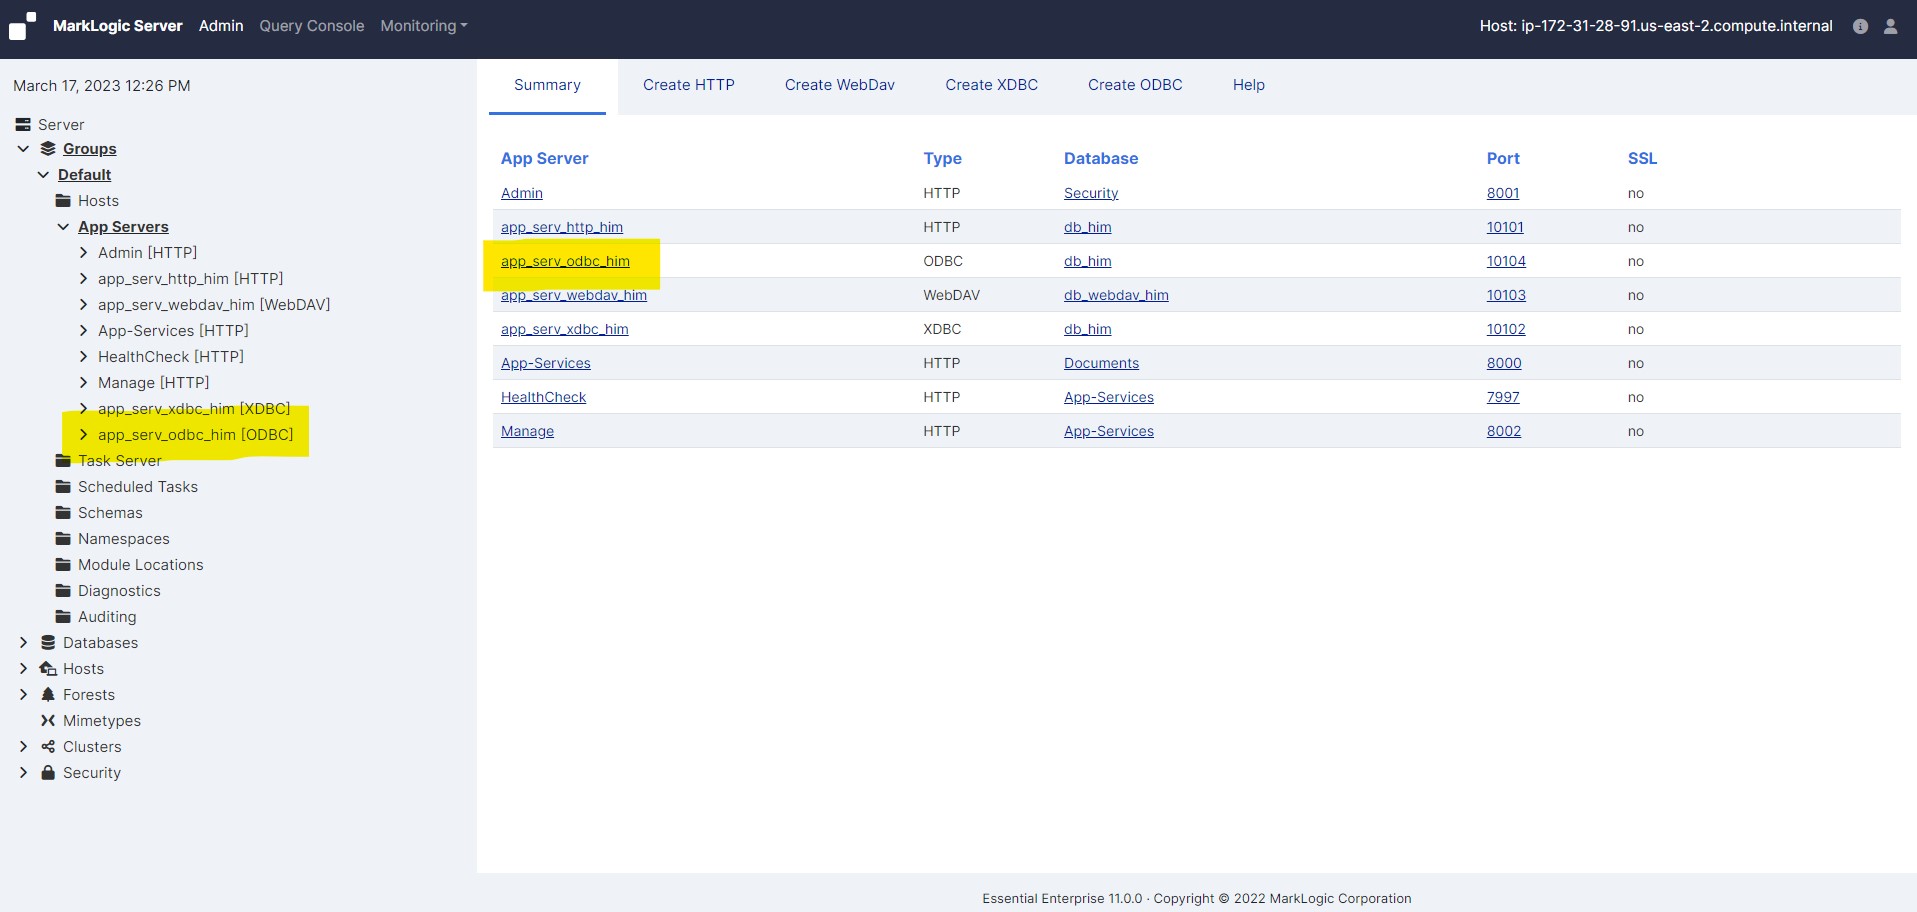 MarkLogic Server Admin Query Console Monitoring Host: ip-172-31-28-91.us-east-2.compute.internal
March 17, 2023 12:26 PM
Server
Groups
Default
Hosts
App Servers
Admin [HTTP]
app_serv_http_him [HTTP]
app_serv_webdav_him [WebDAV]
App-Services [HTTP]
HealthCheck [HTTP]
Manage [HTTP]
app_serv_xdbc_him [XDBC]
app_serv_odbc_him [ODBC]
Task Server
Scheduled Tasks
Schemas
Namespaces
Module Locations
Diagnostics
Auditing
Databases
Hosts
Forests
Mimetypes
Clusters
Security
Summary Create HTTP Create WebDav Create XDBC Create ODBC Help
App Server Type Database Port SSL
Admin HTTP Security 8001 no
app_serv_http_him HTTP db_him 10101 no
app_serv_odbc_him ODBC db_him 10104 no
app_serv_webdav_him WebDAV db_webdav_him 10103 no
app_serv_xdbc_him XDBC db_him 10102 no
App-Services HTTP Documents 8000 no
HealthCheck HTTP App-Services 7997 no
Manage HTTP App-Services 8002 no
Essential Enterprise 11.0.0 · Copyright © 2022 MarkLogic Corporation